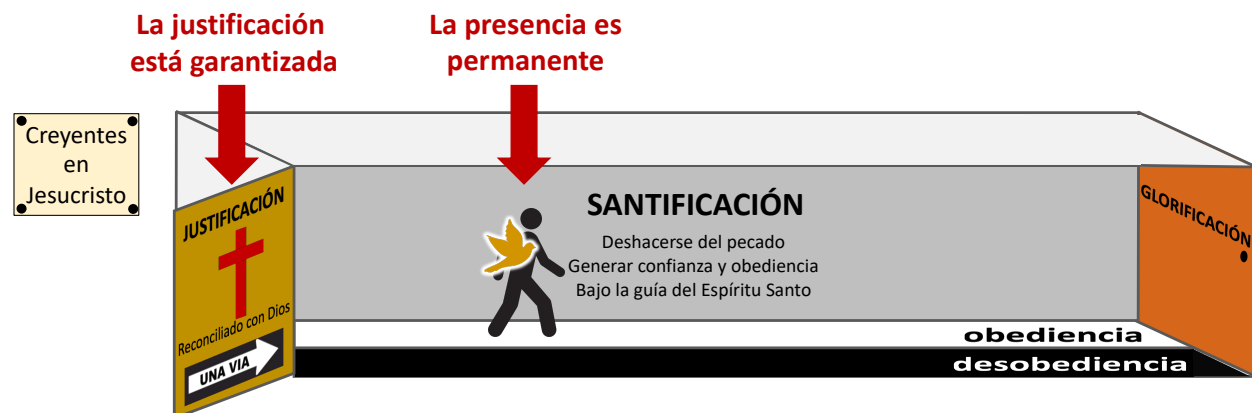 La justificación
está garantizada
La presencia es
permanente
Creyentes
en
Jesucristo
JUSTIFICACIÓN
Reconciliado con Dios
UNA VIA
SANTIFICACIÓN
Deshacerse del pecado
Generar confianza y obediencia
Bajo la guía del Espíritu Santo
GLORIFICACIÓN
obediencia
desobediencia